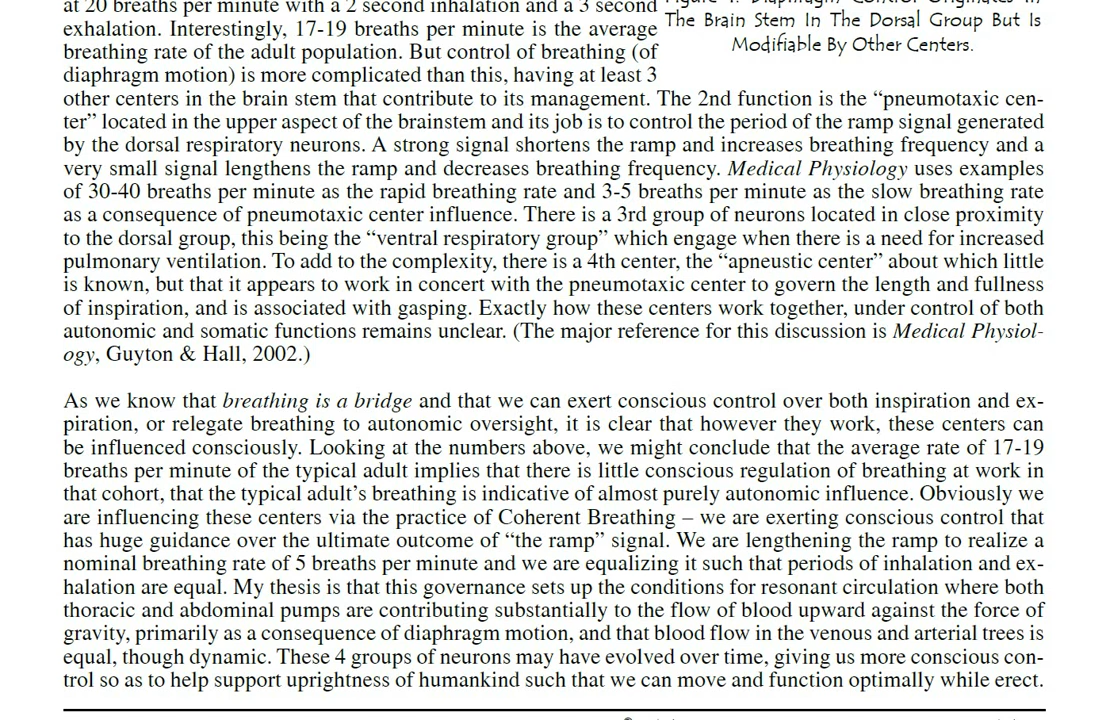 at 20 breaths per minute with a 2 second inhalation and a 3 second
exhalation. Interestingly, 17-19 breaths per minute is the average
breathing rate of the adult population. But control of breathing (of
diaphragm motion) is more complicated than this, having at least 3
The Brain Stem In The Dorsal Group But Is
Modifiable By Other Centers.
other centers in the brain stem that contribute to its management. The 2nd function is the “pneumotaxic cen-
ter” located in the upper aspect of the brainstem and its job is to control the period of the ramp signal generated
by the dorsal respiratory neurons. A strong signal shortens the ramp and increases breathing frequency and a
very small signal lengthens the ramp and decreases breathing frequency. Medical Physiology uses examples
of 30-40 breaths per minute as the rapid breathing rate and 3-5 breaths per minute as the slow breathing rate
as a consequence of pneumotaxic center influence. There is a 3rd group of neurons located in close proximity
to the dorsal group, this being the “ventral respiratory group” which engage when there is a need for increased
pulmonary ventilation. To add to the complexity, there is a 4th center, the “apneustic center” about which little
is known, but that it appears to work in concert with the pneumotaxic center to govern the length and fullness
of inspiration, and is associated with gasping. Exactly how these centers work together, under control of both
autonomic and somatic functions remains unclear. (The major reference for this discussion is Medical Physiol-
ogy, Guyton & Hall, 2002.)
As we know that breathing is a bridge and that we can exert conscious control over both inspiration and ex-
piration, or relegate breathing to autonomic oversight, it is clear that however they work, these centers can
be influenced consciously. Looking at the numbers above, we might conclude that the average rate of 17-19
breaths per minute of the typical adult implies that there is little conscious regulation of breathing at work in
that cohort, that the typical adult’s breathing is indicative of almost purely autonomic influence. Obviously we
are influencing these centers via the practice of Coherent Breathing – we are exerting conscious control that
has huge guidance over the ultimate outcome of “the ramp” signal. We are lengthening the ramp to realize a
nominal breathing rate of 5 breaths per minute and we are equalizing it such that periods of inhalation and ex-
halation are equal. My thesis is that this governance sets up the conditions for resonant circulation where both
thoracic and abdominal pumps are contributing substantially to the flow of blood upward against the force of
gravity, primarily as a consequence of diaphragm motion, and that blood flow in the venous and arterial trees is
equal, though dynamic. These 4 groups of neurons may have evolved over time, giving us more conscious con-
trol so as to help support uprightness of humankind such that we can move and function optimally while erect.